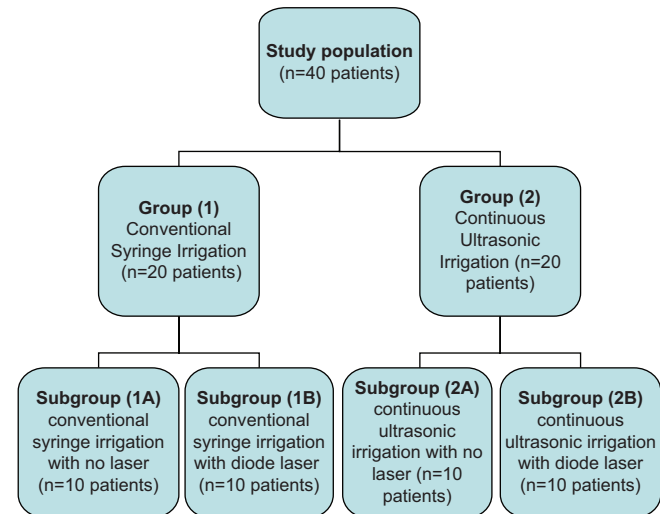 Study population
(n=40 patients)
Group (1)
Conventional
Syringe Irrigation
(n=20 patients)
Group (2)
Continuous
Ultrasonic
Irrigation (n=20
patients)
Subgroup (1A)
conventional
syringe irrigation
with no laser
(n=10 patients)
Subgroup (1B)
conventional
syringe irrigation
with diode laser
(n=10 patients)
Subgroup (2A)
continuous
ultrasonic
irrigation with no
laser (n=10
patients)
Subgroup (2B)
continuous
ultrasonic irrigation
with diode laser
(n=10 patients)